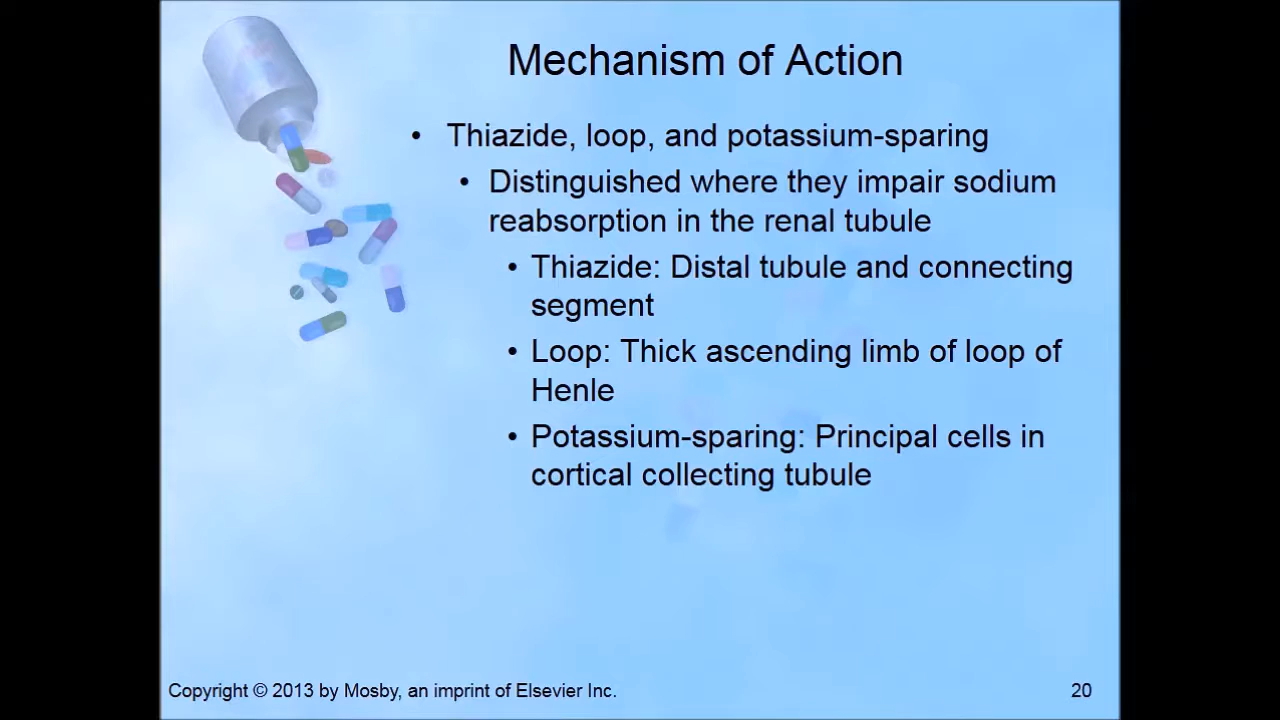 Mechanism of Action
• Thiazide, loop, and potassium-sparing
• Distinguished where they impair sodium
reabsorption in the renal tubule
• Thiazide: Distal tubule and connecting
segment
• Loop: Thick ascending limb of loop of
Henle
• Potassium-sparing: Principal cells in
cortical collecting tubule
Copyright © 2013 by Mosby, an imprint of Elsevier Inc.
20